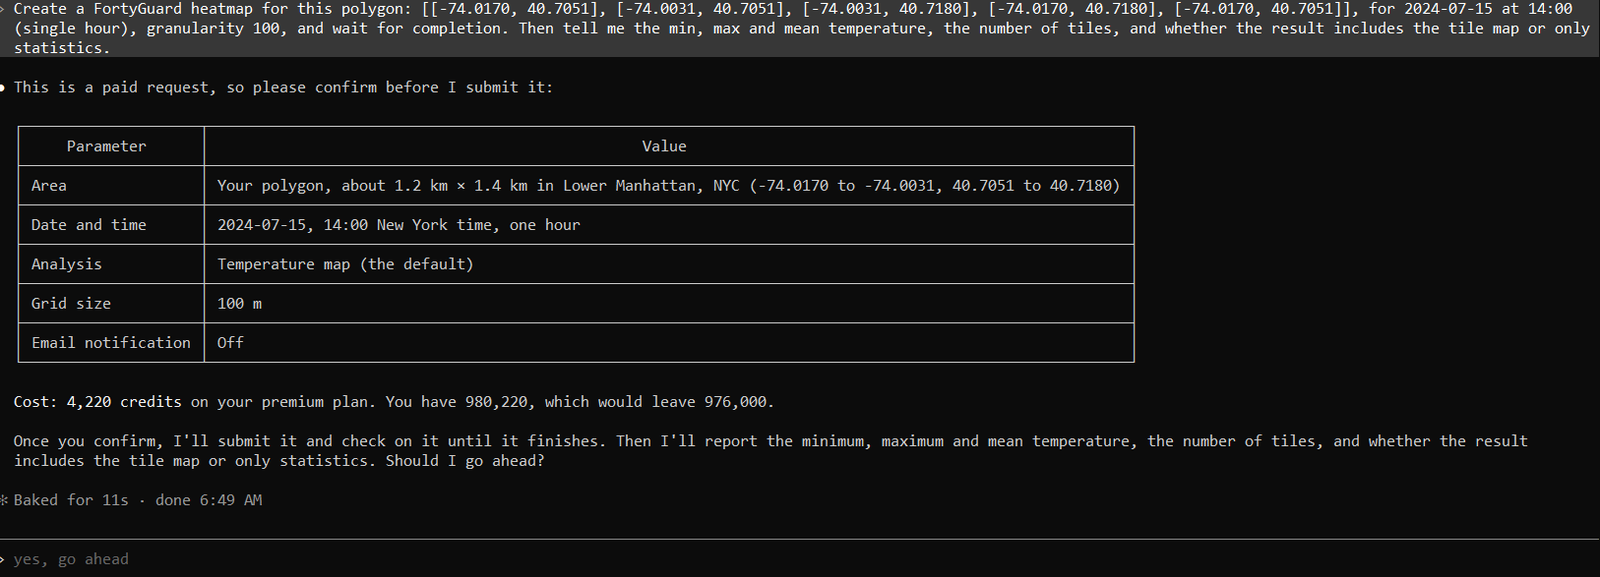 > Create a FortyGuard heatmap for this polygon: [[-74.0170, 40.7051], [-74.0031, 40.7051], [-74.0031, 40.7180], [-74.0170, 40.7180], [-74.0170, 40.7051]], for 2024-07-15 at 14:00
(single hour), granularity 100, and wait for completion. Then tell me the min, max and mean temperature, the number of tiles, and whether the result includes the tile map or only
statistics.
● This is a paid request, so please confirm before I submit it:
Parameter Value
Area Your polygon, about 1.2 km × 1.4 km in Lower Manhattan, NYC (-74.0170 to -74.0031, 40.7051 to 40.7180)
Date and time 2024-07-15, 14:00 New York time, one hour
Analysis Temperature map (the default)
Grid size 100 m
Email notification Off
Cost: 4,220 credits on your premium plan. You have 980,220, which would leave 976,000.
Once you confirm, I'll submit it and check on it until it finishes. Then I'll report the minimum, maximum and mean temperature, the number of tiles, and whether the result
includes the tile map or only statistics. Should I go ahead?
✻ Baked for 11s · done 6:49 AM
> yes, go ahead